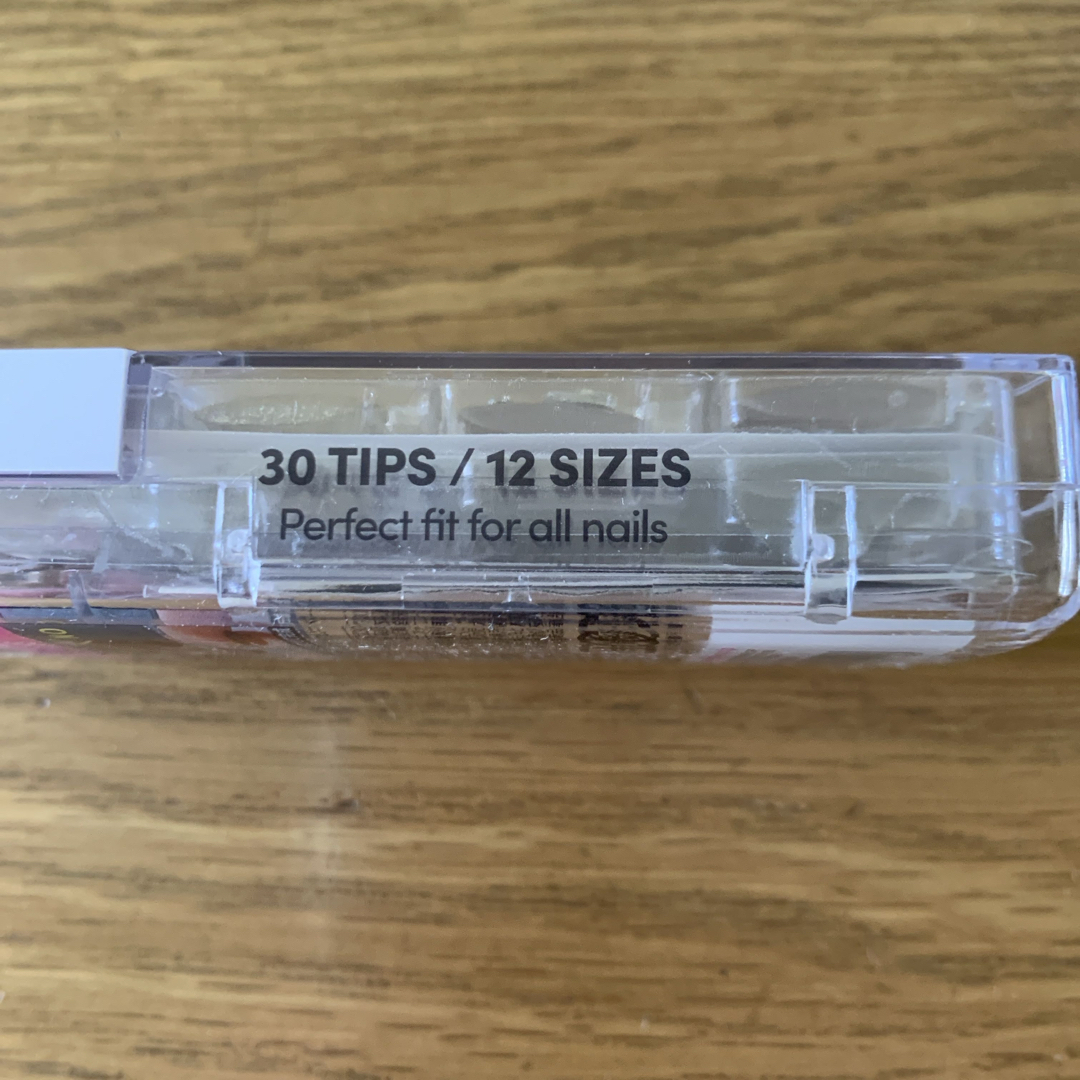 30 TIPS / 12 SIZES
Perfect fit for all nails